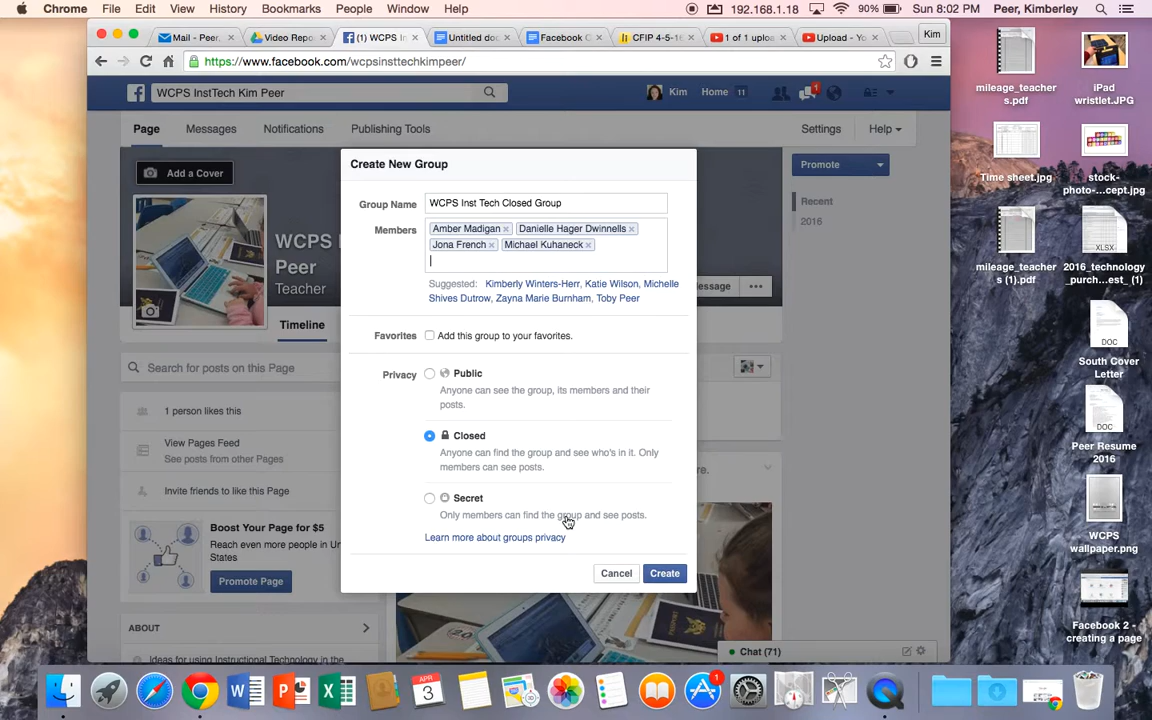 Chrome File Edit View History Bookmarks People Window Help 192.168.1.18 90% Sun 8:02 PM Peer, Kimberley
Mail - Peer, Video Repo (1) WCPS In Untitled doc Facebook C CFIP 4-5-16 1 of 1 uploa Upload - Yo Kim
https://www.facebook.com/wcpsinsttechkimpeer/
WCPS InstTech Kim Peer Kim Home 11 1
Page Messages Notifications Publishing Tools Settings Help
Add a Cover
WCPS I
Peer
Teacher
Timeline
Search for posts on this Page
1 person likes this
View Pages Feed
See posts from other Pages
Invite friends to like this Page
Boost Your Page for $5
Reach even more people in Un
States
Promote Page
ABOUT
Ideas for using Instructional Technology in the
Create New Group
Group Name WCPS Inst Tech Closed Group
Members Amber Madigan × Danielle Hager Dwinnells ×
Jona French × Michael Kuhaneck ×
Suggested: Kimberly Winters-Herr, Katie Wilson, Michelle
Shives Dutrow, Zayna Marie Burnham, Toby Peer
Favorites Add this group to your favorites.
Privacy Public
Anyone can see the group, its members and their
posts.
Closed
Anyone can find the group and see who's in it. Only
members can see posts.
Secret
Only members can find the group and see posts.
Learn more about groups privacy
Cancel Create
essage •••
re.
Promote
Recent
2016
Chat (71)
mileage_teacher
s.pdf
iPad
wristlet.JPG
Time sheet.jpg
stock-
photo-...cept.jpg
mileage_teacher
s (1).pdf
XLSX
2016_technology
_purch...est_ (1)
DOC
South Cover
Letter
DOC
Peer Resume
2016
WCPS
wallpaper.png
Facebook 2 -
creating a page
APR
3
1